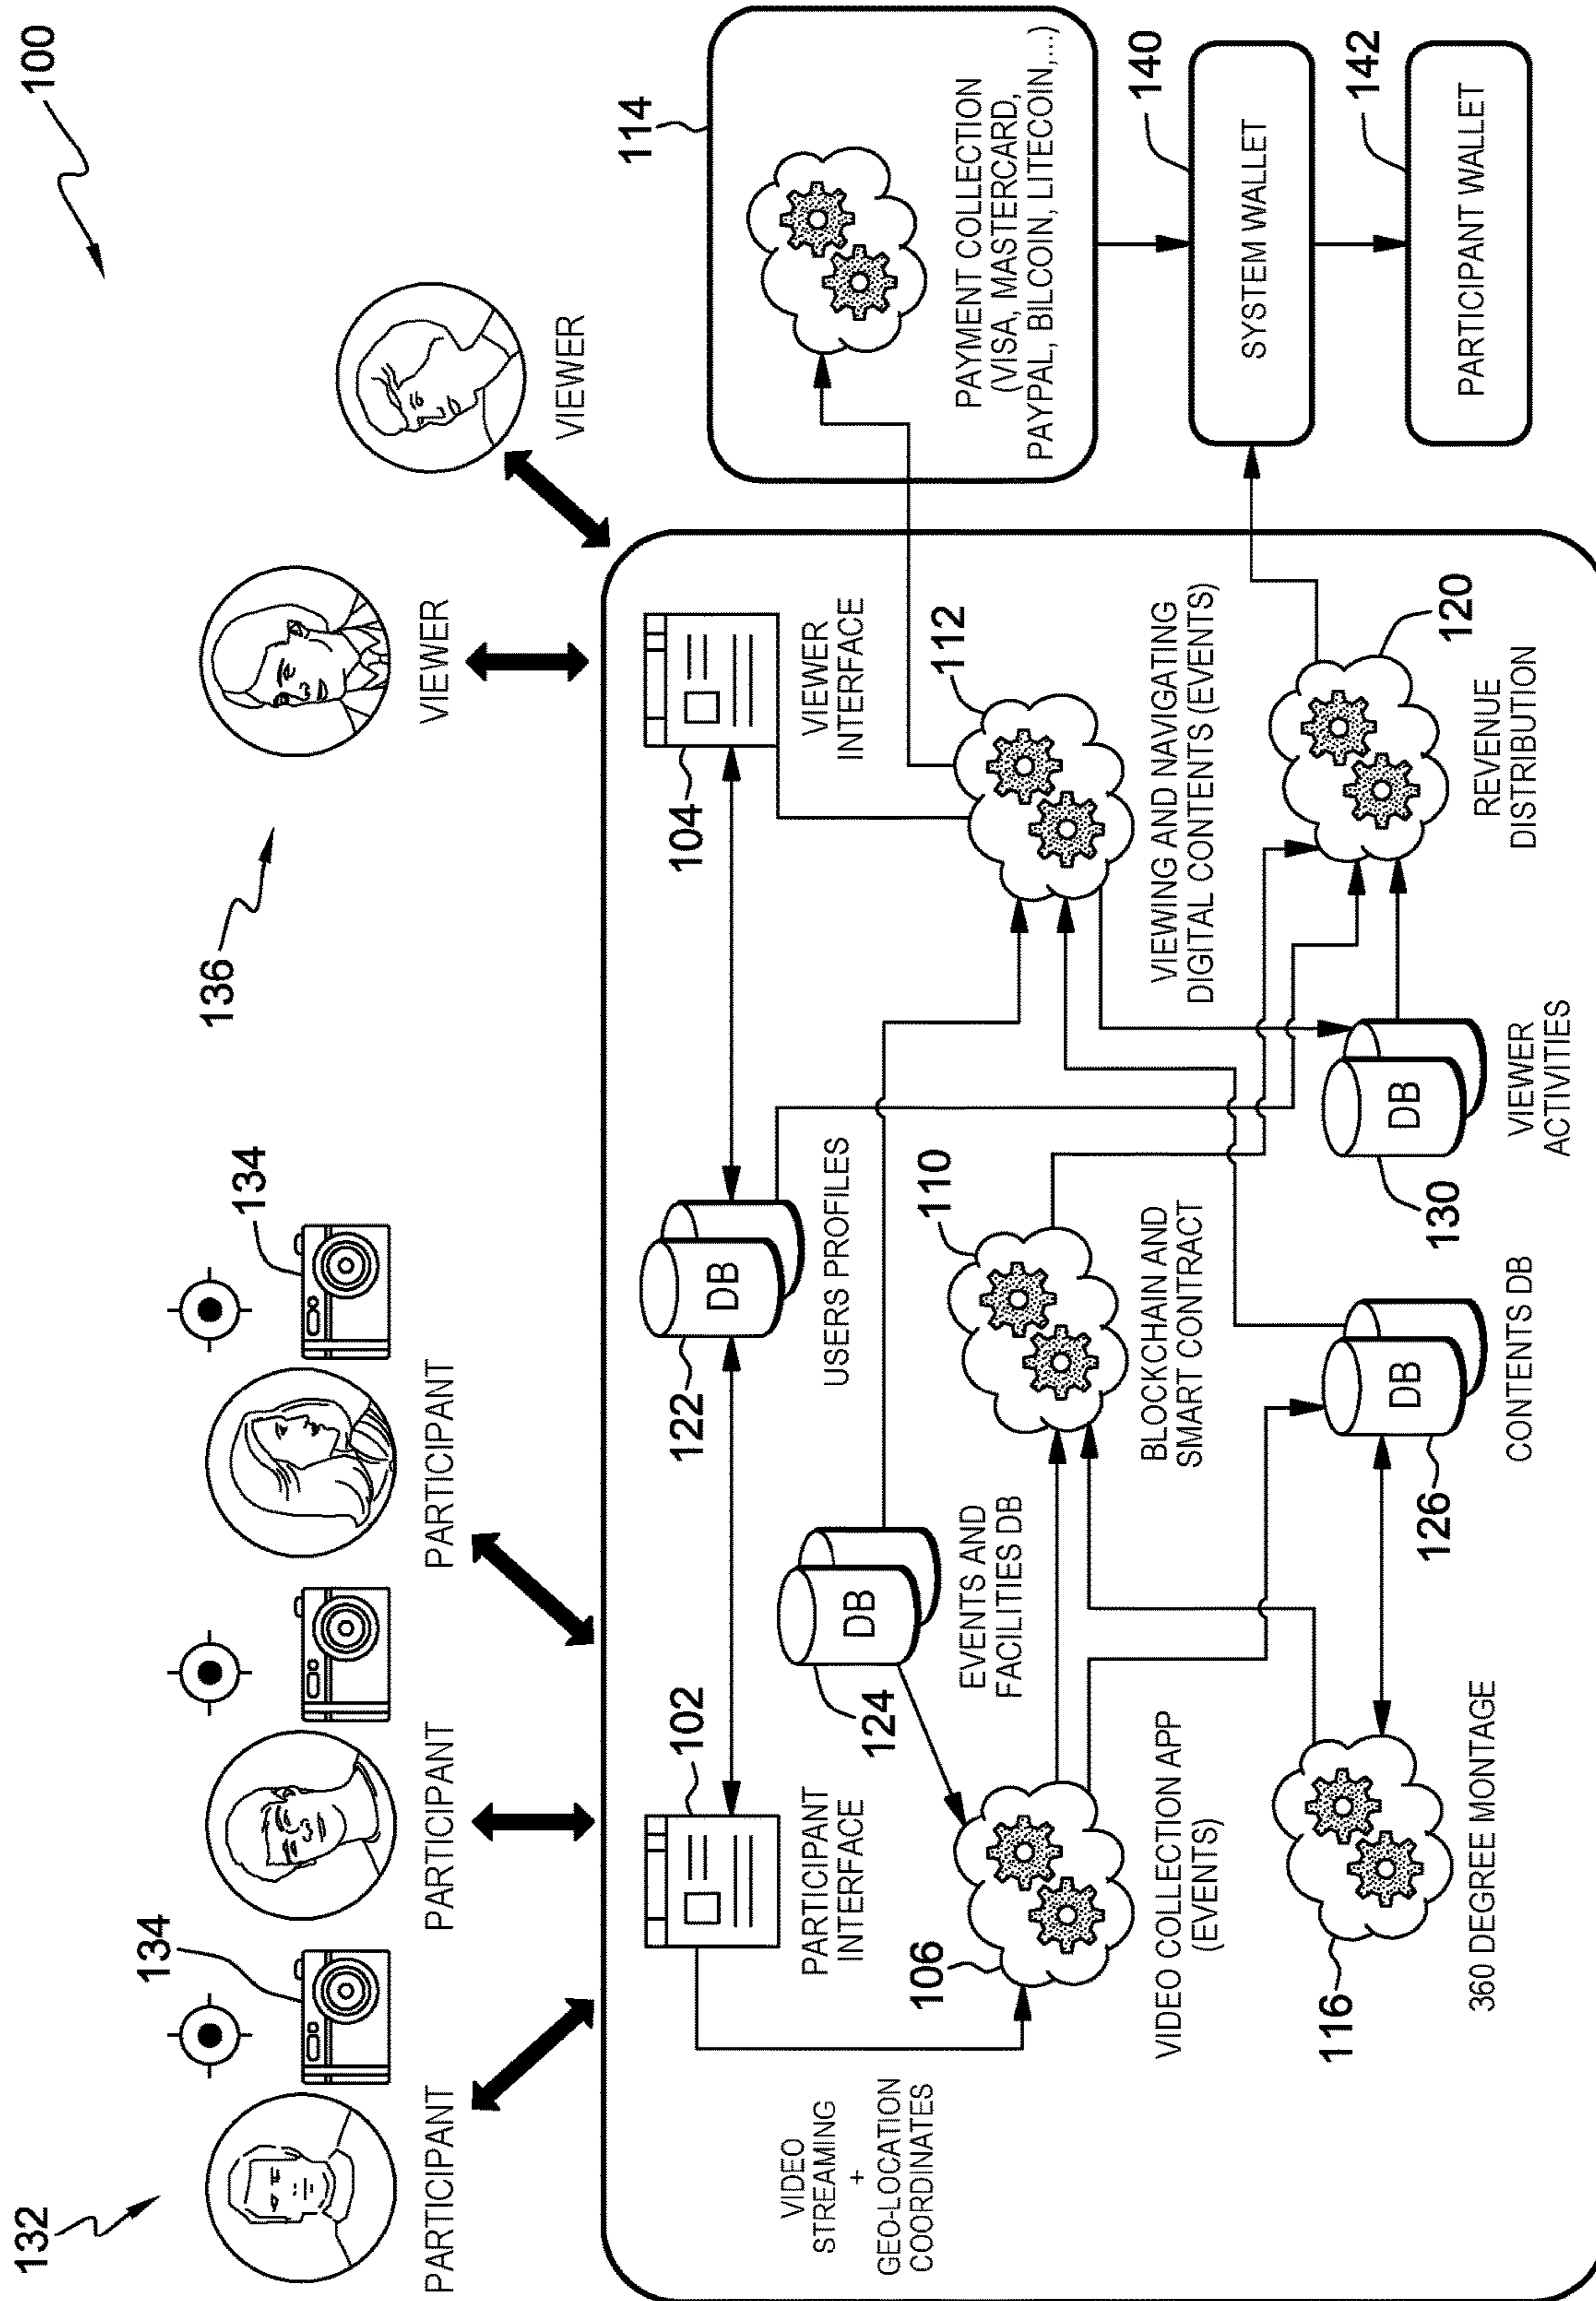 100
132
134
134
136
PARTICIPANT
PARTICIPANT
PARTICIPANT
VIEWER
VIEWER
102
122
104
114
VIDEO
STREAMING
+
GEO-LOCATION
COORDINATES
PARTICIPANT
INTERFACE
DB
USERS PROFILES
VIEWER
INTERFACE
124
DB
EVENTS AND
FACILITIES DB
106
VIDEO COLLECTION APP
(EVENTS)
110
BLOCKCHAIN AND
SMART CONTRACT
112
VIEWING AND NAVIGATING
DIGITAL CONTENTS (EVENTS)
116
360 DEGREE MONTAGE
126
DB
CONTENTS DB
130
DB
VIEWER
ACTIVITIES
120
REVENUE
DISTRIBUTION
PAYMENT COLLECTION
(VISA, MASTERCARD,
PAYPAL, BILCOIN, LITECOIN,...)
140
SYSTEM WALLET
142
PARTICIPANT WALLET